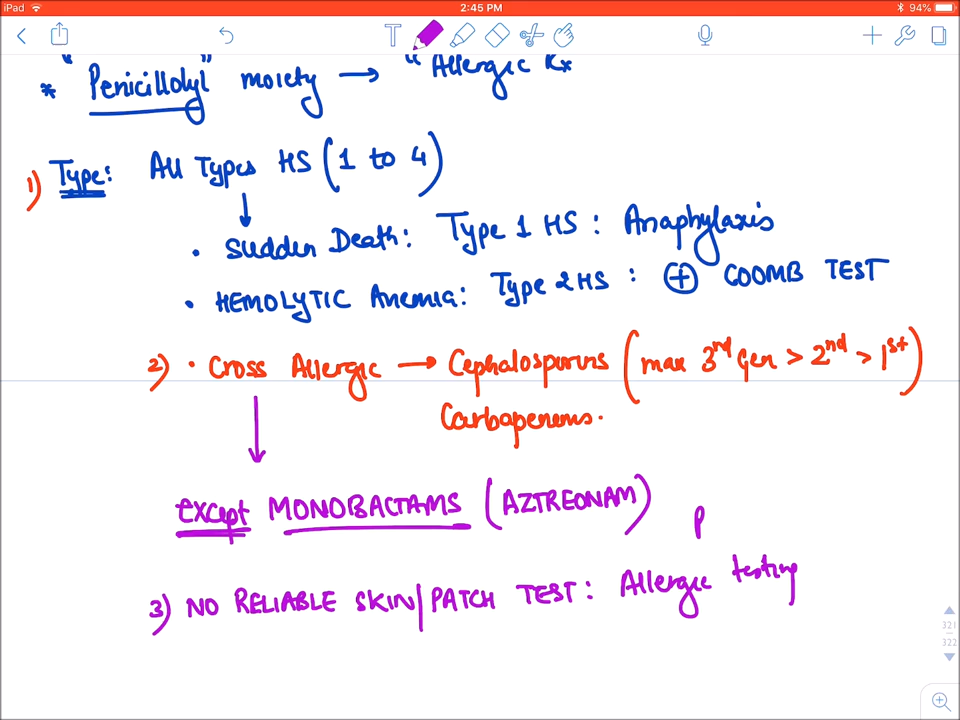 iPad 2:45 PM 94%
T
* "Penicilloyl" moiety → "Allergic Rx
1) Type: All Types HS (1 to 4)
↓
• Sudden Death: Type 1 HS: Anaphylaxis
• HEMOLYTIC Anemia: Type 2 HS: ⊕ COOMB TEST
2) • Cross Allergic → Cephalosporins (max 3rd Gen > 2nd > 1st)
Carbapenems.
↓
Except MONOBACTAMS (AZTREONAM) P
3) NO RELIABLE SKIN/PATCH TEST: Allergic testing
321
322